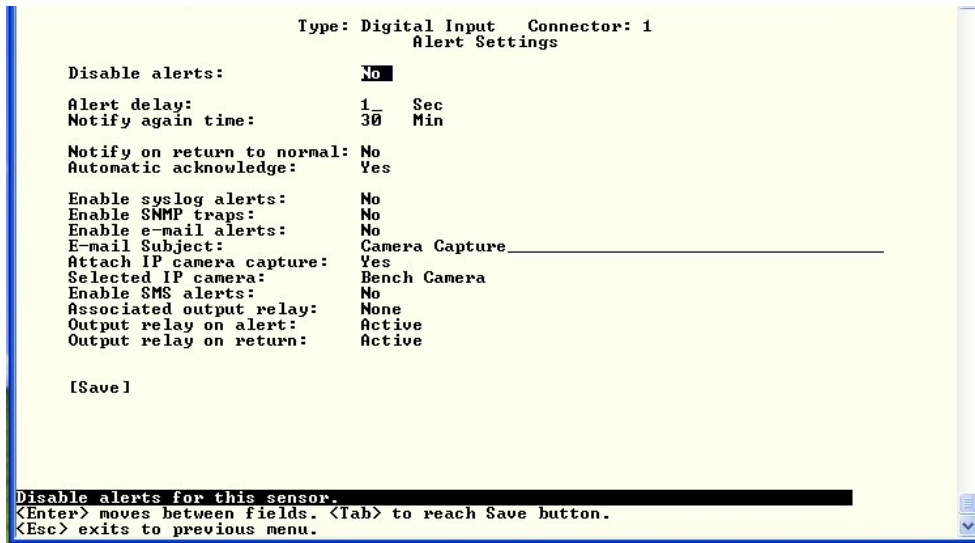 Type: Digital Input Connector: 1
Alert Settings
Disable alerts: No
Alert delay: 1_ Sec
Notify again time: 30 Min
Notify on return to normal: No
Automatic acknowledge: Yes
Enable syslog alerts: No
Enable SNMP traps: No
Enable e-mail alerts: No
E-mail Subject: Camera Capture
Attach IP camera capture: Yes
Selected IP camera: Bench Camera
Enable SMS alerts: No
Associated output relay: None
Output relay on alert: Active
Output relay on return: Active
[Save]
Disable alerts for this sensor.
<Enter> moves between fields. <Tab> to reach Save button.
<Esc> exits to previous menu.